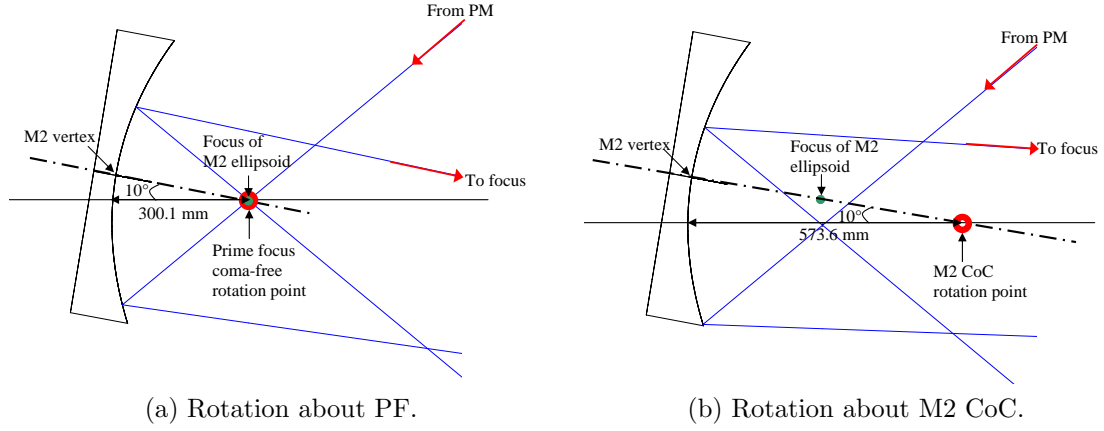 From PM
M2 vertex
Focus of
M2 ellipsoid
To focus
10°
300.1 mm
Prime focus
coma-free
rotation point
(a) Rotation about PF.
From PM
M2 vertex
Focus of M2
ellipsoid
To focus
10°
573.6 mm
M2 CoC
rotation point
(b) Rotation about M2 CoC.